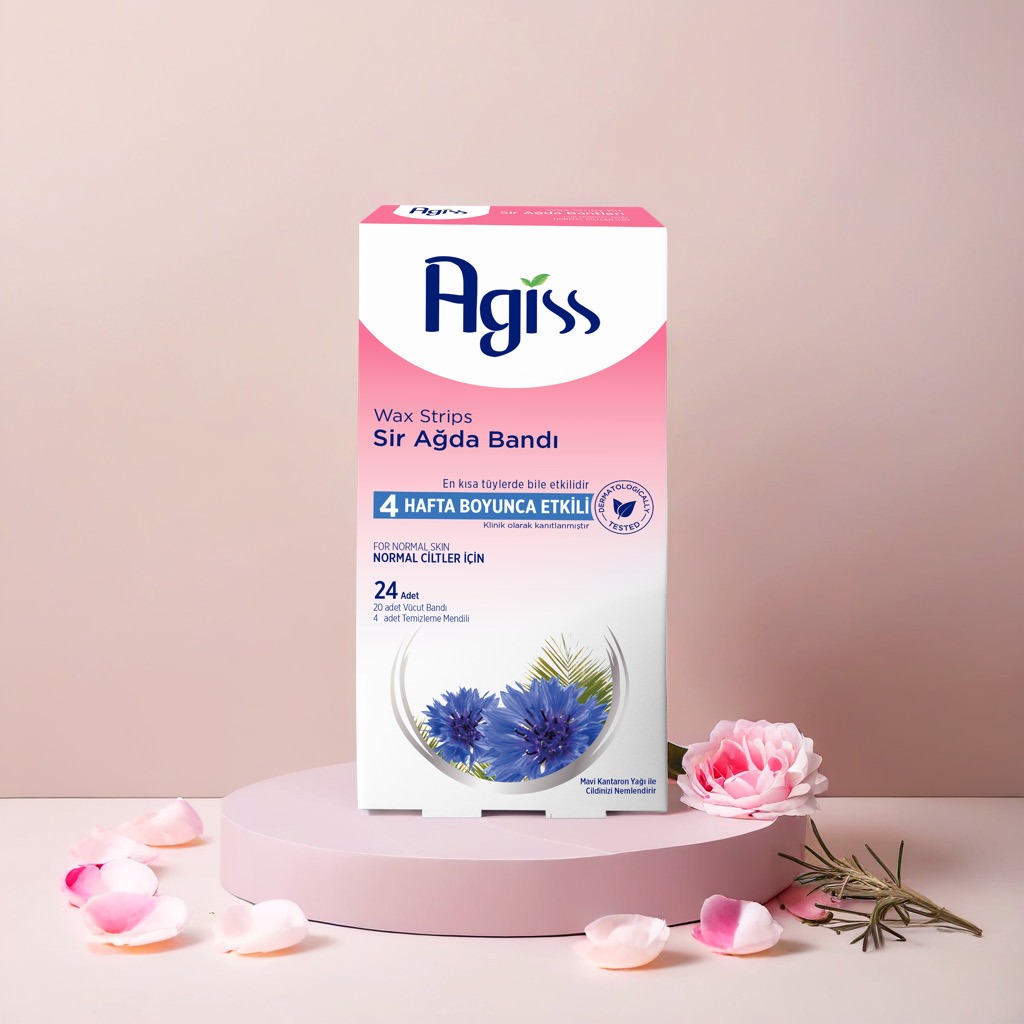 Agiss
Sir Ağda Bantları
Agiss
Wax Strips
Sir Ağda Bandı
En kısa tüylerde bile etkilidir
4 HAFTA BOYUNCA ETKİLİ
Klinik olarak kanıtlanmıştır
DERMATOLOGICALLY
TESTED
FOR NORMAL SKIN
NORMAL CİLTLER İÇİN
24 Adet
20 adet Vücut Bandı
4 adet Temizleme Mendili
Mavi Kantaron Yağı ile
Cildinizi Nemlendirir